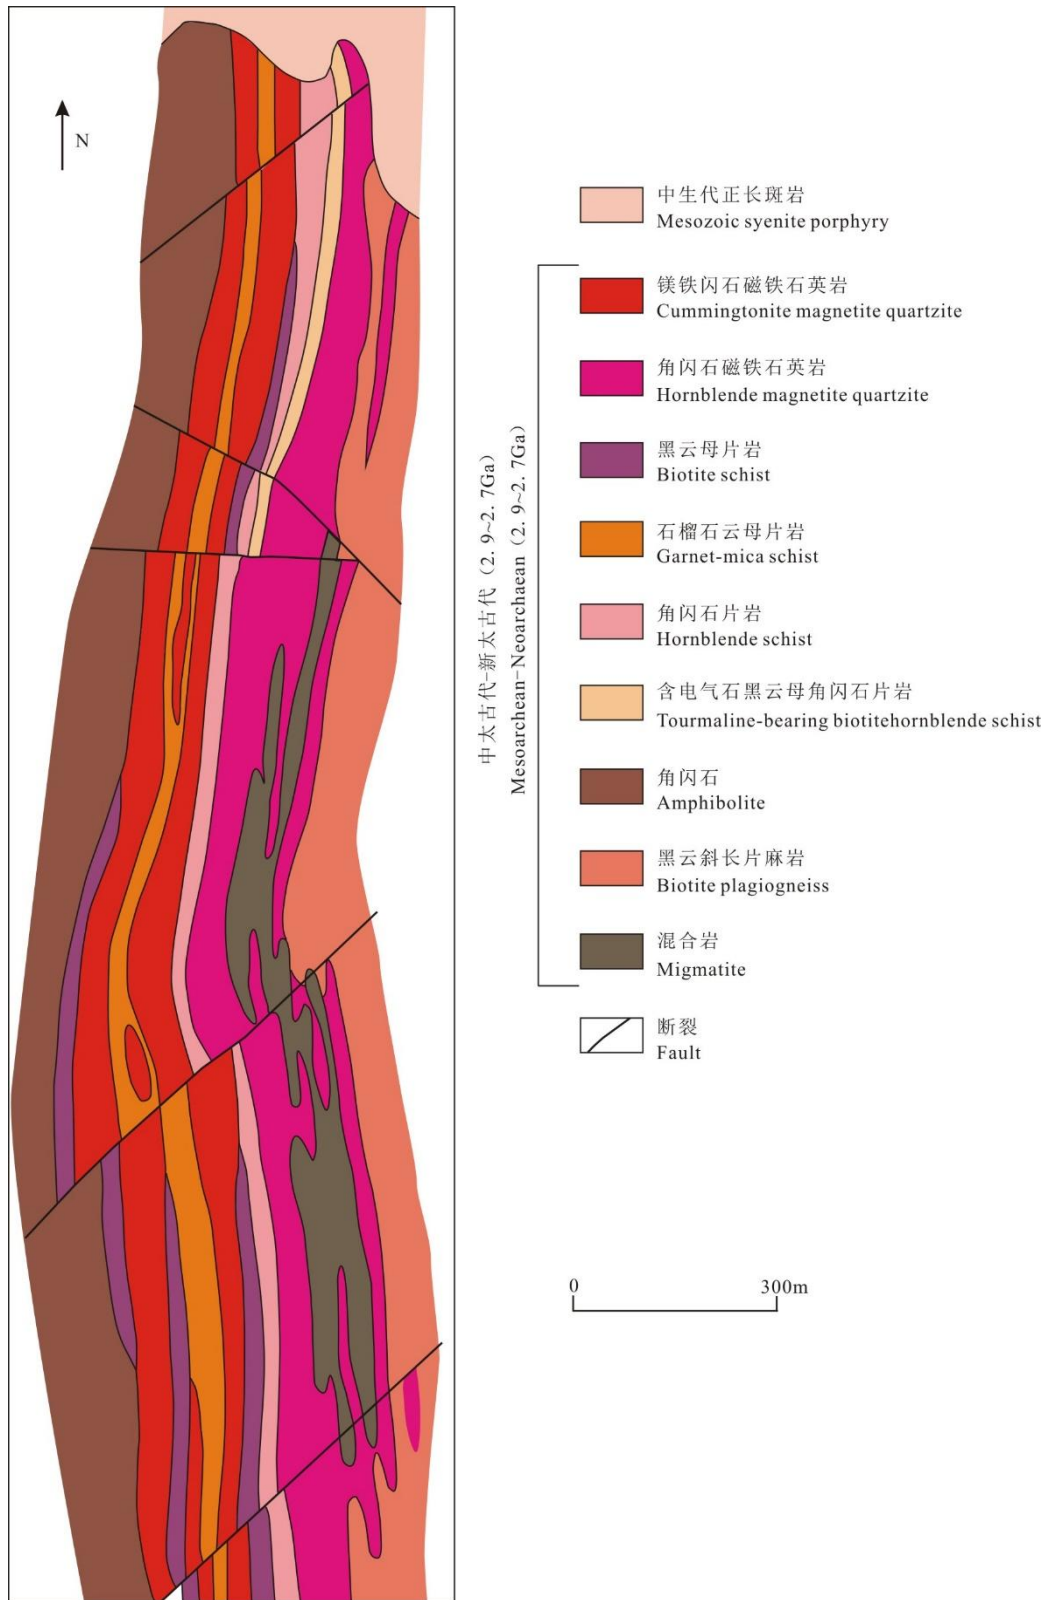 N
中生代正长斑岩
Mesozoic syenite porphyry
中太古代-新太古代（2. 9~2. 7Ga）
Mesoarchean-Neoarchaean (2. 9~2. 7Ga)
镁铁闪石磁铁石英岩
Cummingtonite magnetite quartzite
角闪石磁铁石英岩
Hornblende magnetite quartzite
黑云母片岩
Biotite schist
石榴石云母片岩
Garnet-mica schist
角闪石片岩
Hornblende schist
含电气石黑云母角闪石片岩
Tourmaline-bearing biotitehornblende schist
角闪石
Amphibolite
黑云斜长片麻岩
Biotite plagiogneiss
混合岩
Migmatite
断裂
Fault
0 300m